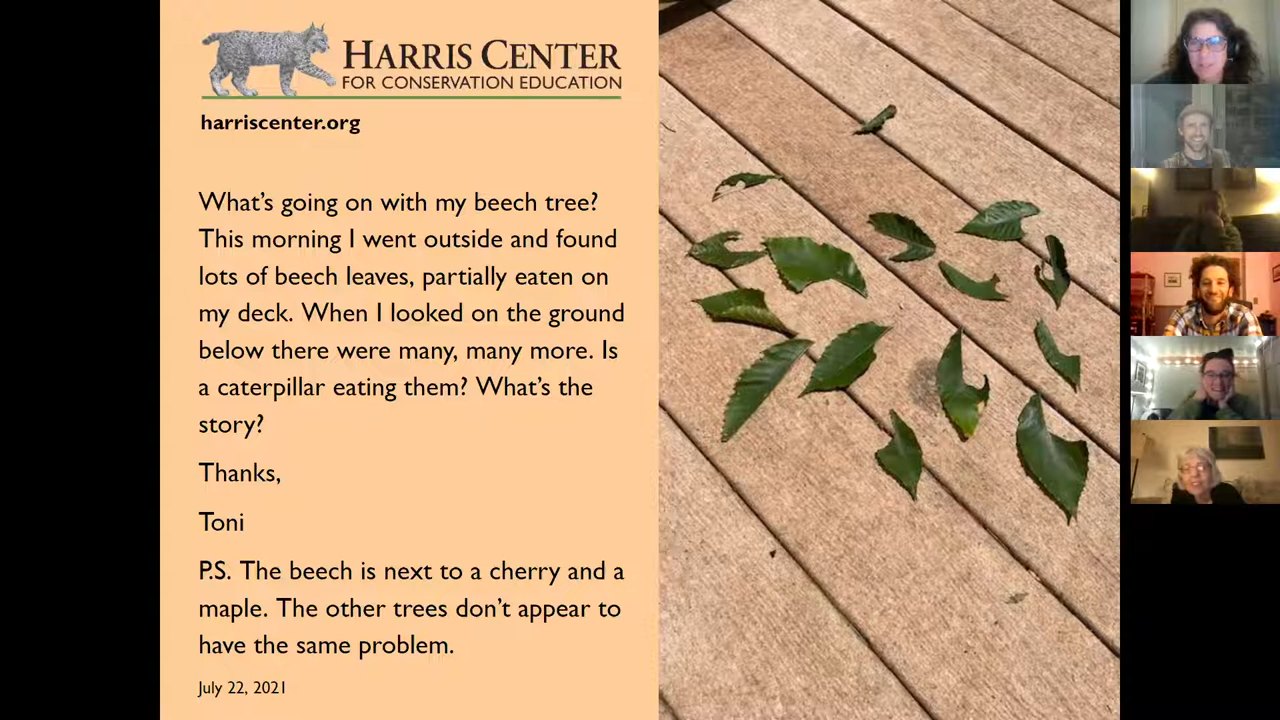 HARRIS CENTER
FOR CONSERVATION EDUCATION
harriscenter.org
What's going on with my beech tree?
This morning I went outside and found
lots of beech leaves, partially eaten on
my deck. When I looked on the ground
below there were many, many more. Is
a caterpillar eating them? What's the
story?
Thanks,
Toni
P.S. The beech is next to a cherry and a
maple. The other trees don't appear to
have the same problem.
July 22, 2021